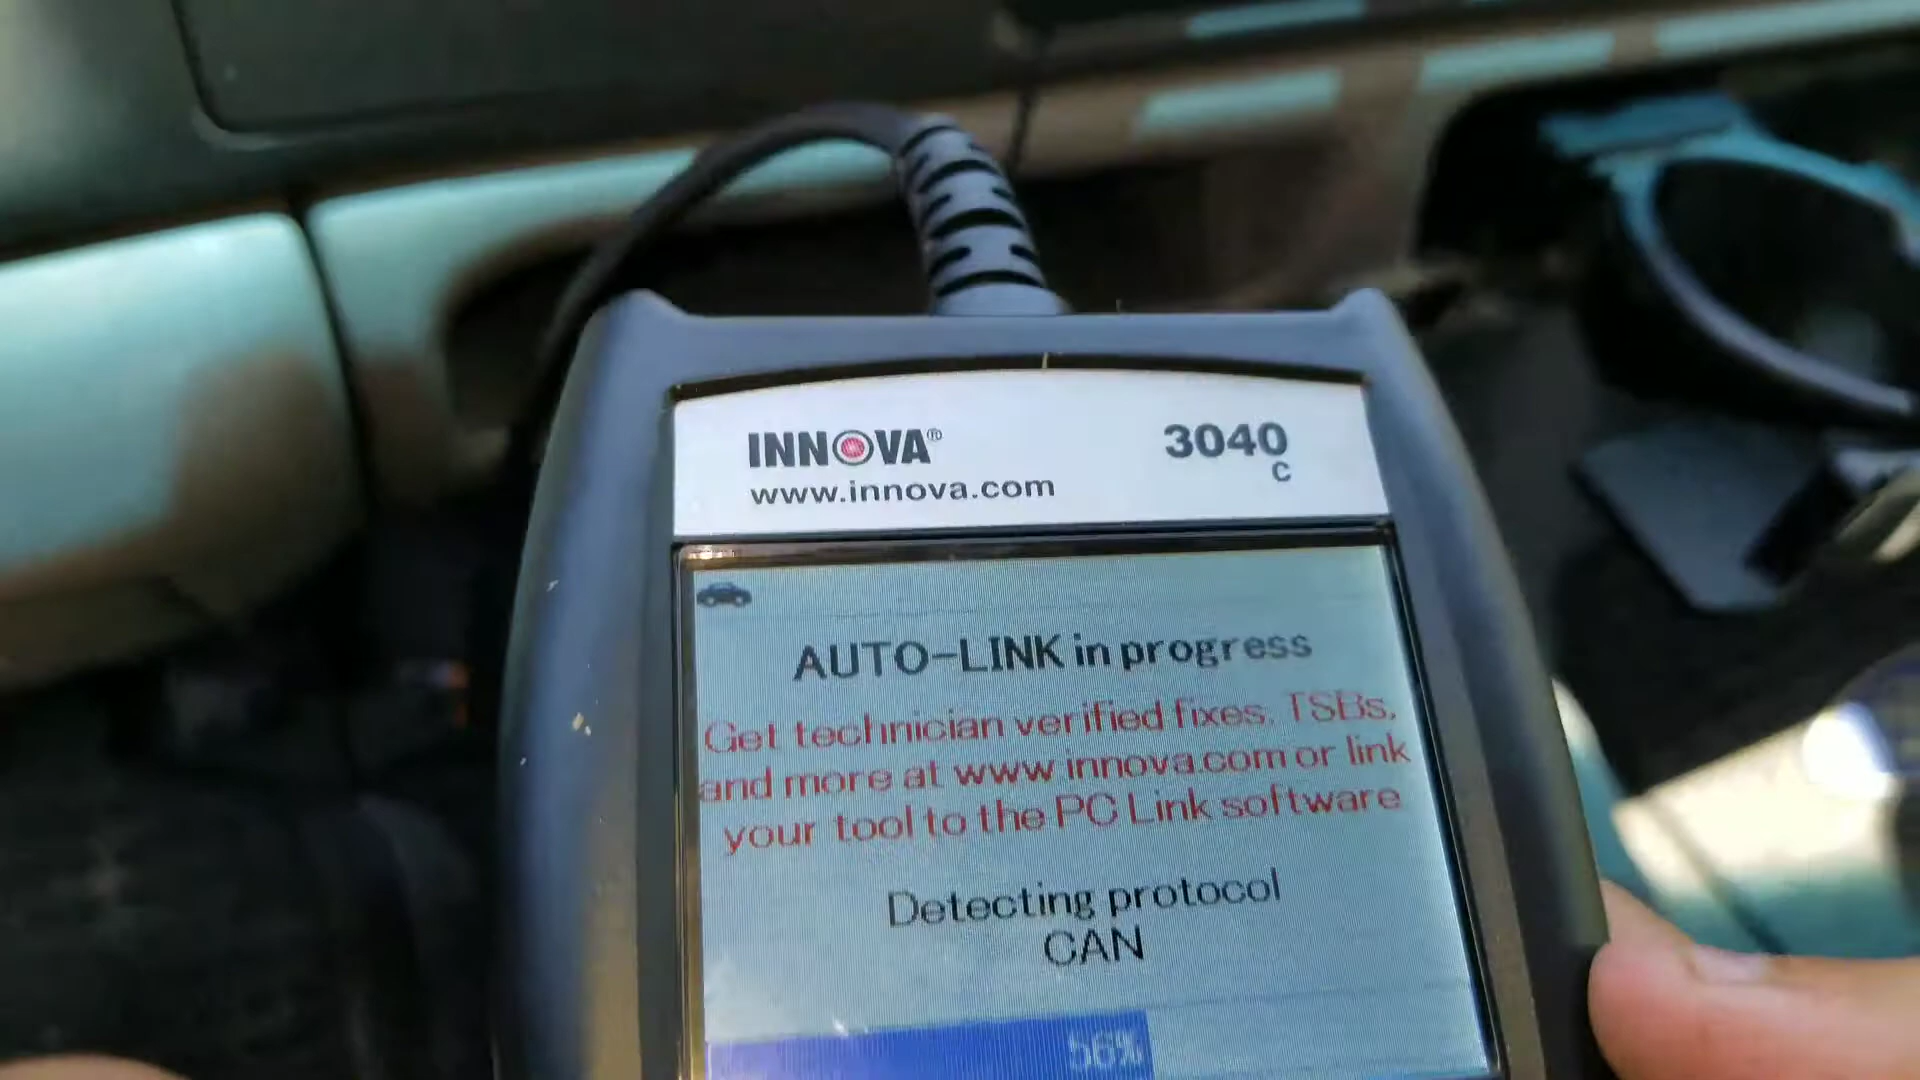 INNOVA®
3040
C
www.innova.com
AUTO-LINK in progress
Get technician verified fixes, TSBs,
and more at www.innova.com or link
your tool to the PC Link software
Detecting protocol
CAN
56%